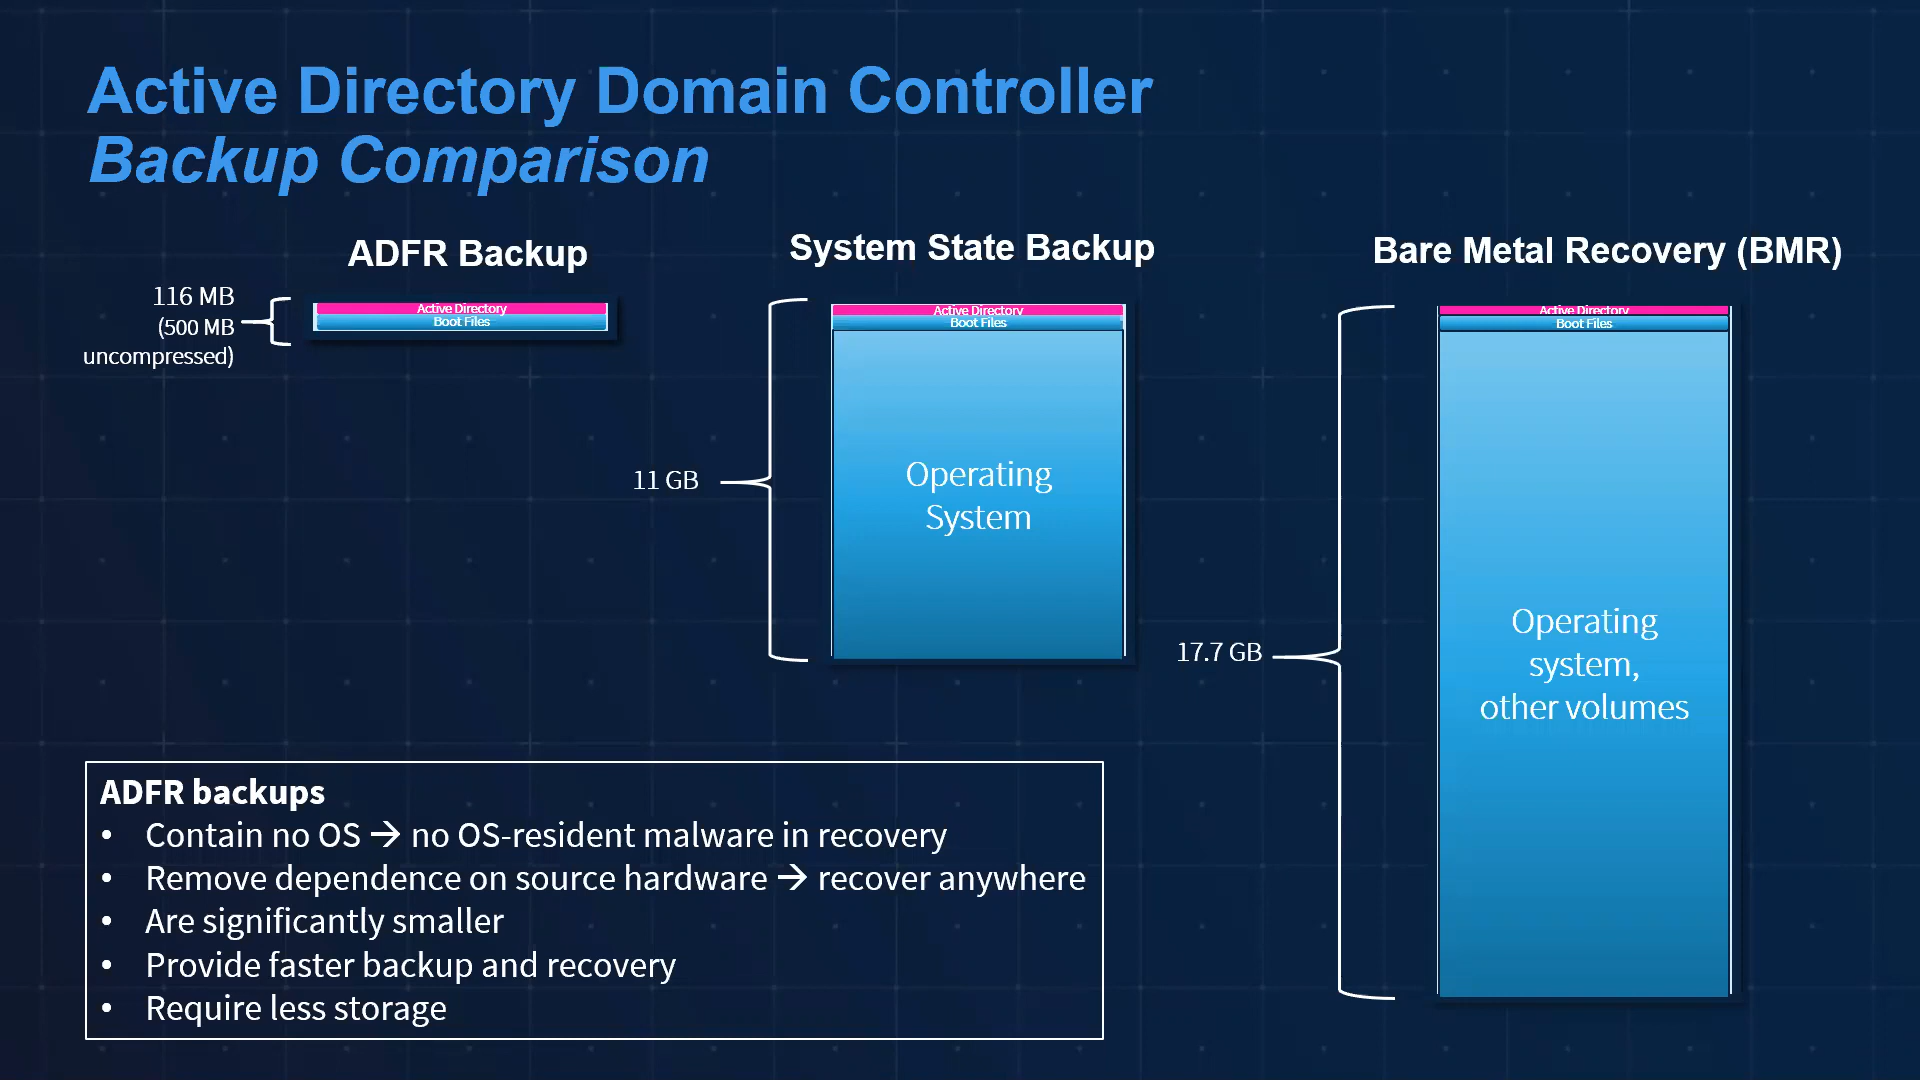 Active Directory Domain Controller
Backup Comparison
ADFR Backup
116 MB
(500 MB
uncompressed)
Active Directory
Boot Files
System State Backup
11 GB
Active Directory
Boot Files
Operating
System
Bare Metal Recovery (BMR)
17.7 GB
Active Directory
Boot Files
Operating
system,
other volumes
ADFR backups
• Contain no OS → no OS-resident malware in recovery
• Remove dependence on source hardware → recover anywhere
• Are significantly smaller
• Provide faster backup and recovery
• Require less storage